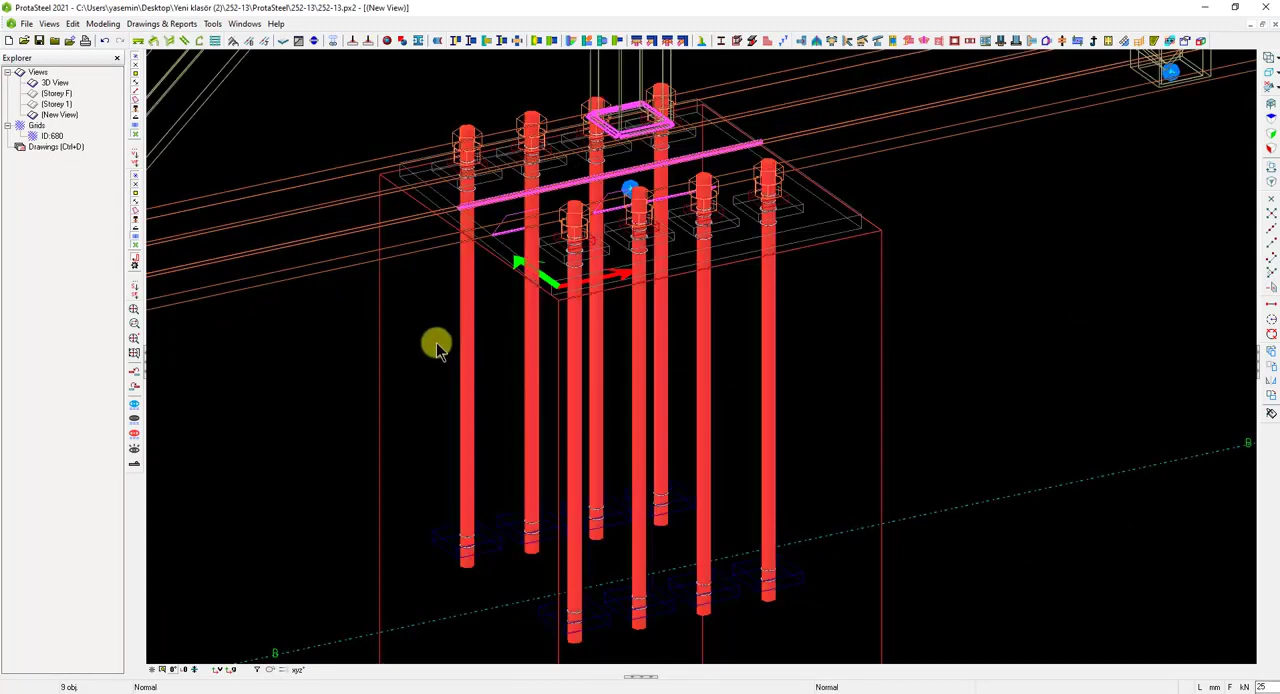 ProtaSteel 2021 - C:\Users\yasemin\Desktop\Yeni klasör (2)\252-13\ProtaSteel\252-13\252-13.px2 - [(New View)]
File Views Edit Modeling Drawings & Reports Tools Windows Help
Explorer
Views
3D View
(Storey F)
(Storey 1)
(New View)
Grids
ID:680
Drawings (Ctrl+D)
B
B
9 obj. Normal Normal L mm F kN 25